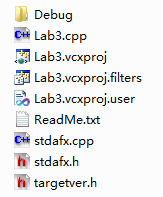 Debug
Lab3.cpp
Lab3.vcxproj
Lab3.vcxproj.filters
Lab3.vcxproj.user
ReadMe.txt
stdafx.cpp
stdafx.h
targetver.h